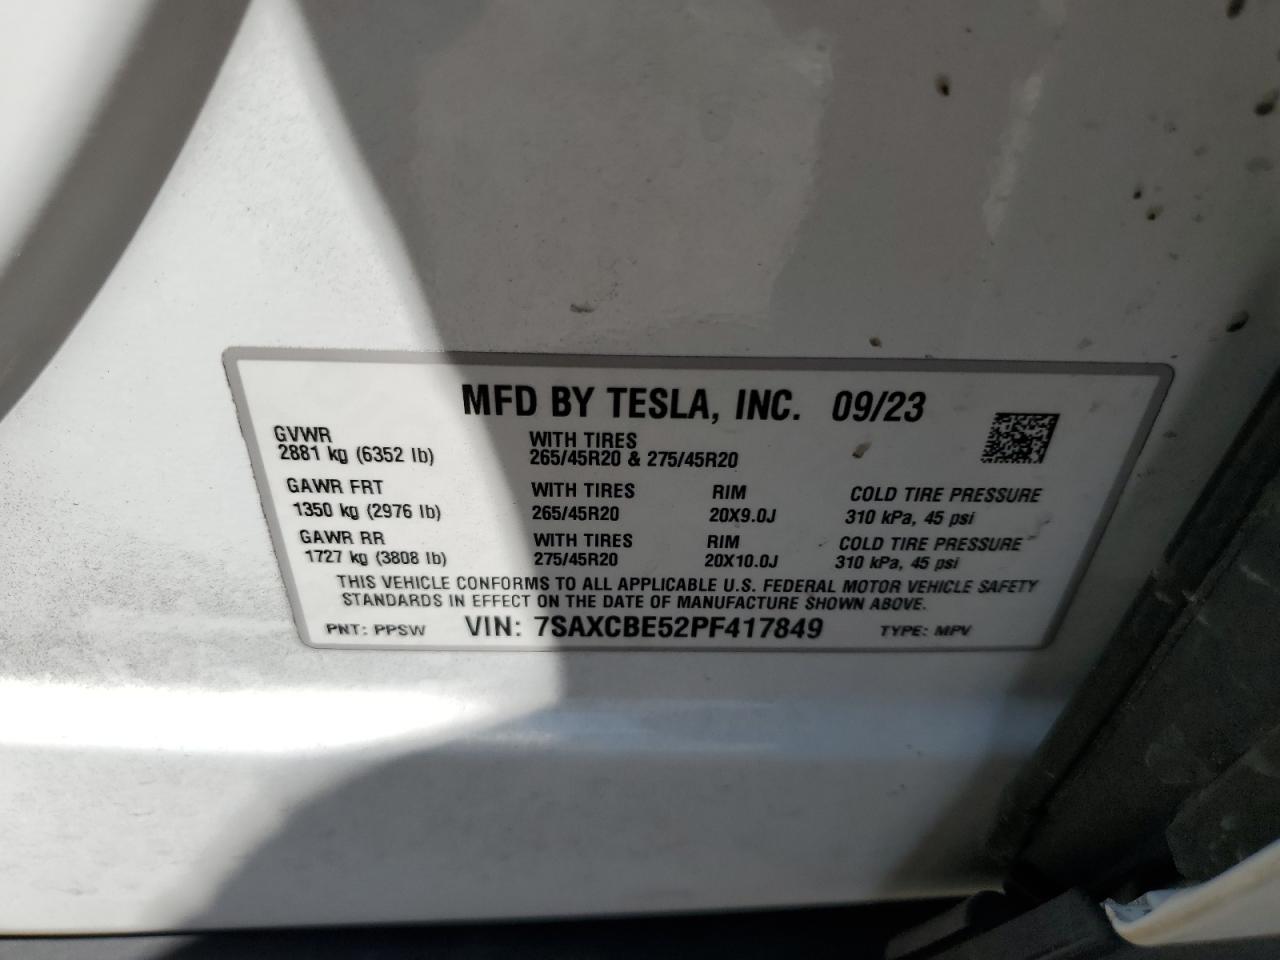 MFD BY TESLA, INC. 09/23
GVWR
2881 kg (6352 lb)
WITH TIRES
265/45R20 & 275/45R20
GAWR FRT
1350 kg (2976 lb)
WITH TIRES
265/45R20
RIM
20X9.0J
COLD TIRE PRESSURE
310 kPa, 45 psi
GAWR RR
1727 kg (3808 lb)
WITH TIRES
275/45R20
RIM
20X10.0J
COLD TIRE PRESSURE
310 kPa, 45 psi
THIS VEHICLE CONFORMS TO ALL APPLICABLE U.S. FEDERAL MOTOR VEHICLE SAFETY
STANDARDS IN EFFECT ON THE DATE OF MANUFACTURE SHOWN ABOVE.
PNT: PPSW VIN: 7SAXCBE52PF417849 TYPE: MPV